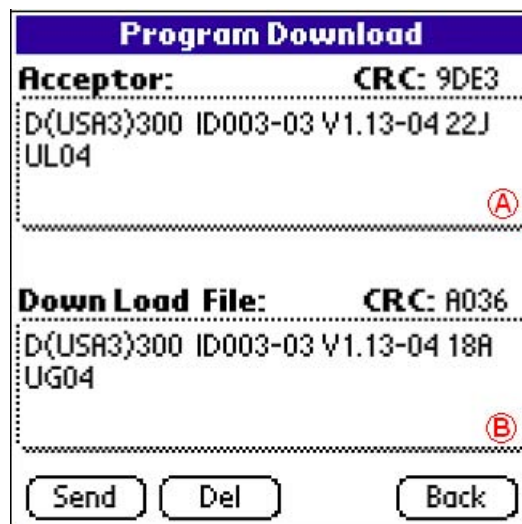 Program Download
Acceptor: CRC: 9DE3
D(USA3)300 ID003-03 V1.13-04 22J
UL04
A
Down Load File: CRC: A036
D(USA3)300 ID003-03 V1.13-04 18A
UG04
B
Send Del Back